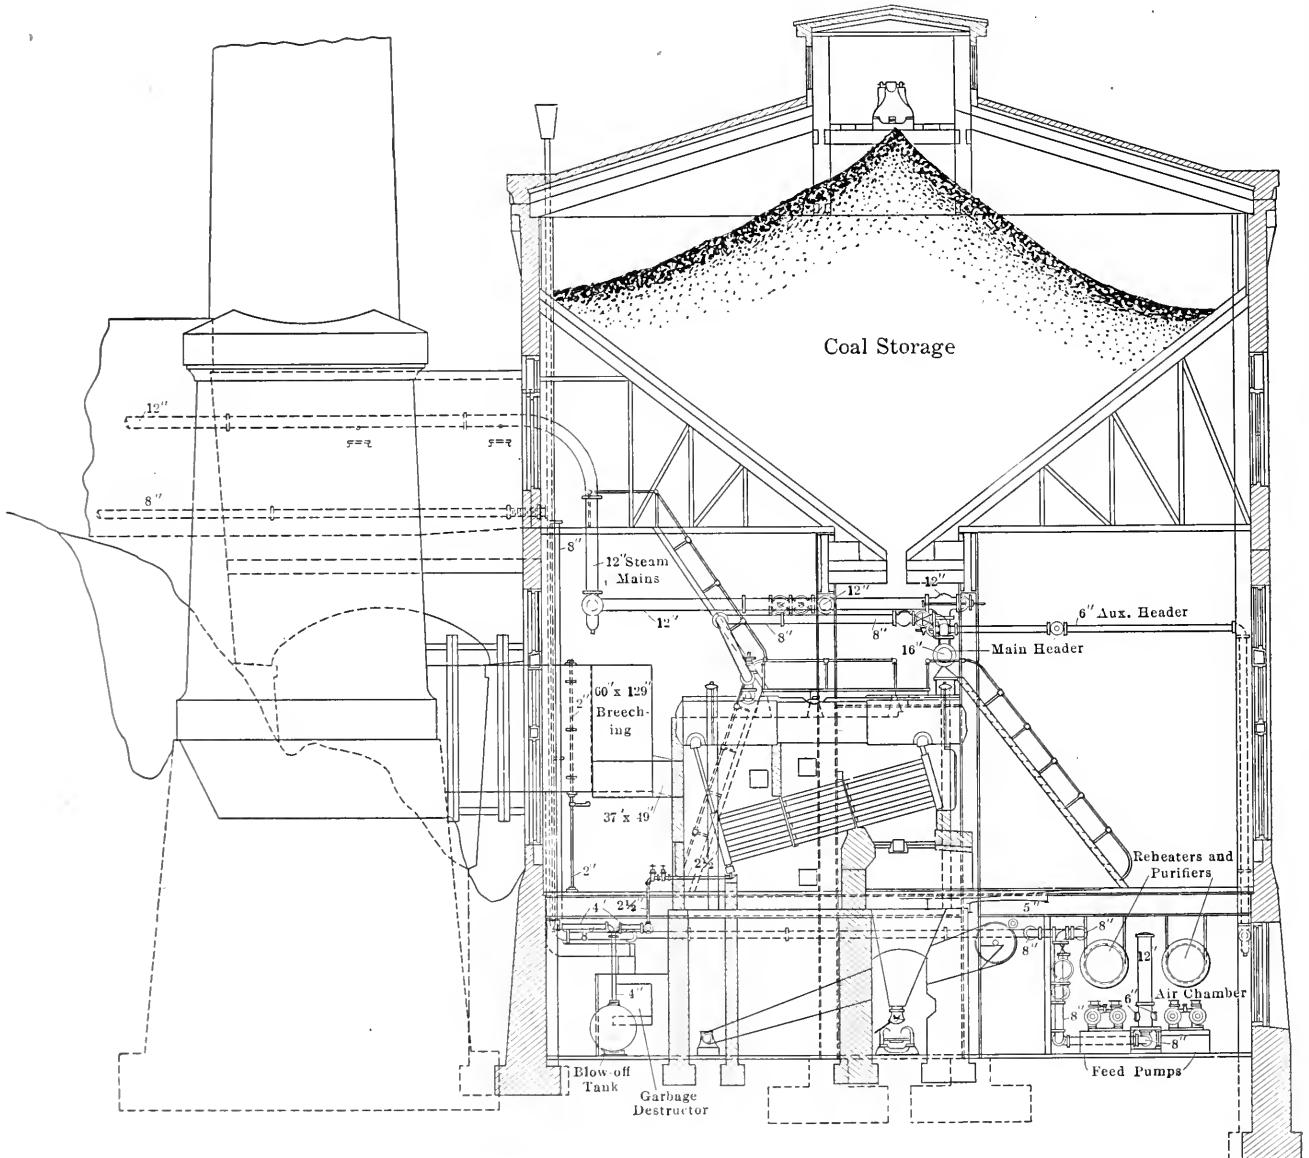 Coal Storage
12"
8"
8"
12" Steam
Mains
12"
12"
12"
8"
8"
6" Aux. Header
16"
Main Header
60" x 129"
Breech-
ing
2"
37" x 49"
2"
2½"
2½"
4"
8"
4"
5"
Reheaters and
Purifiers
8"
8"
12"
6"
Air Chamber
8"
8"
Blow-off
Tank
Garbage
Destructor
Feed Pumps